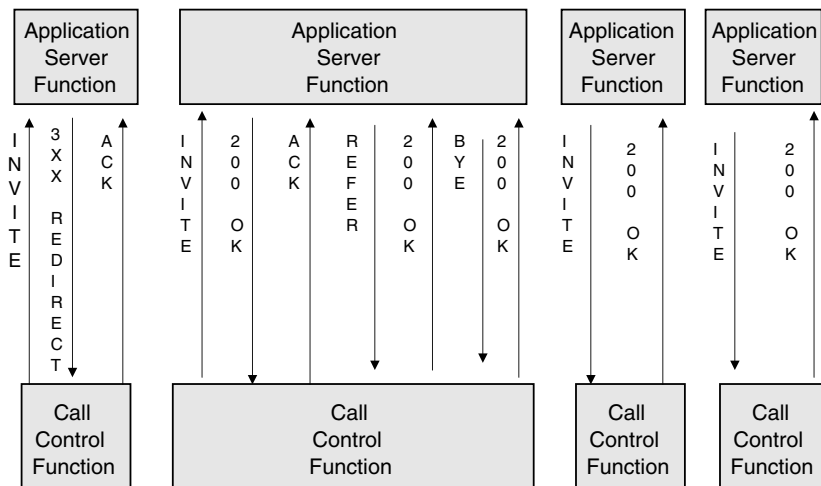 Application
Server
Function
Application
Server
Function
Application
Server
Function
Application
Server
Function
INVITE
3XX REDIRECT
ACK
INVITE
200 OK
ACK
REFER
200 OK
BYE
200 OK
INVITE
200 OK
INVITE
200 OK
Call
Control
Function
Call
Control
Function
Call
Control
Function
Call
Control
Function